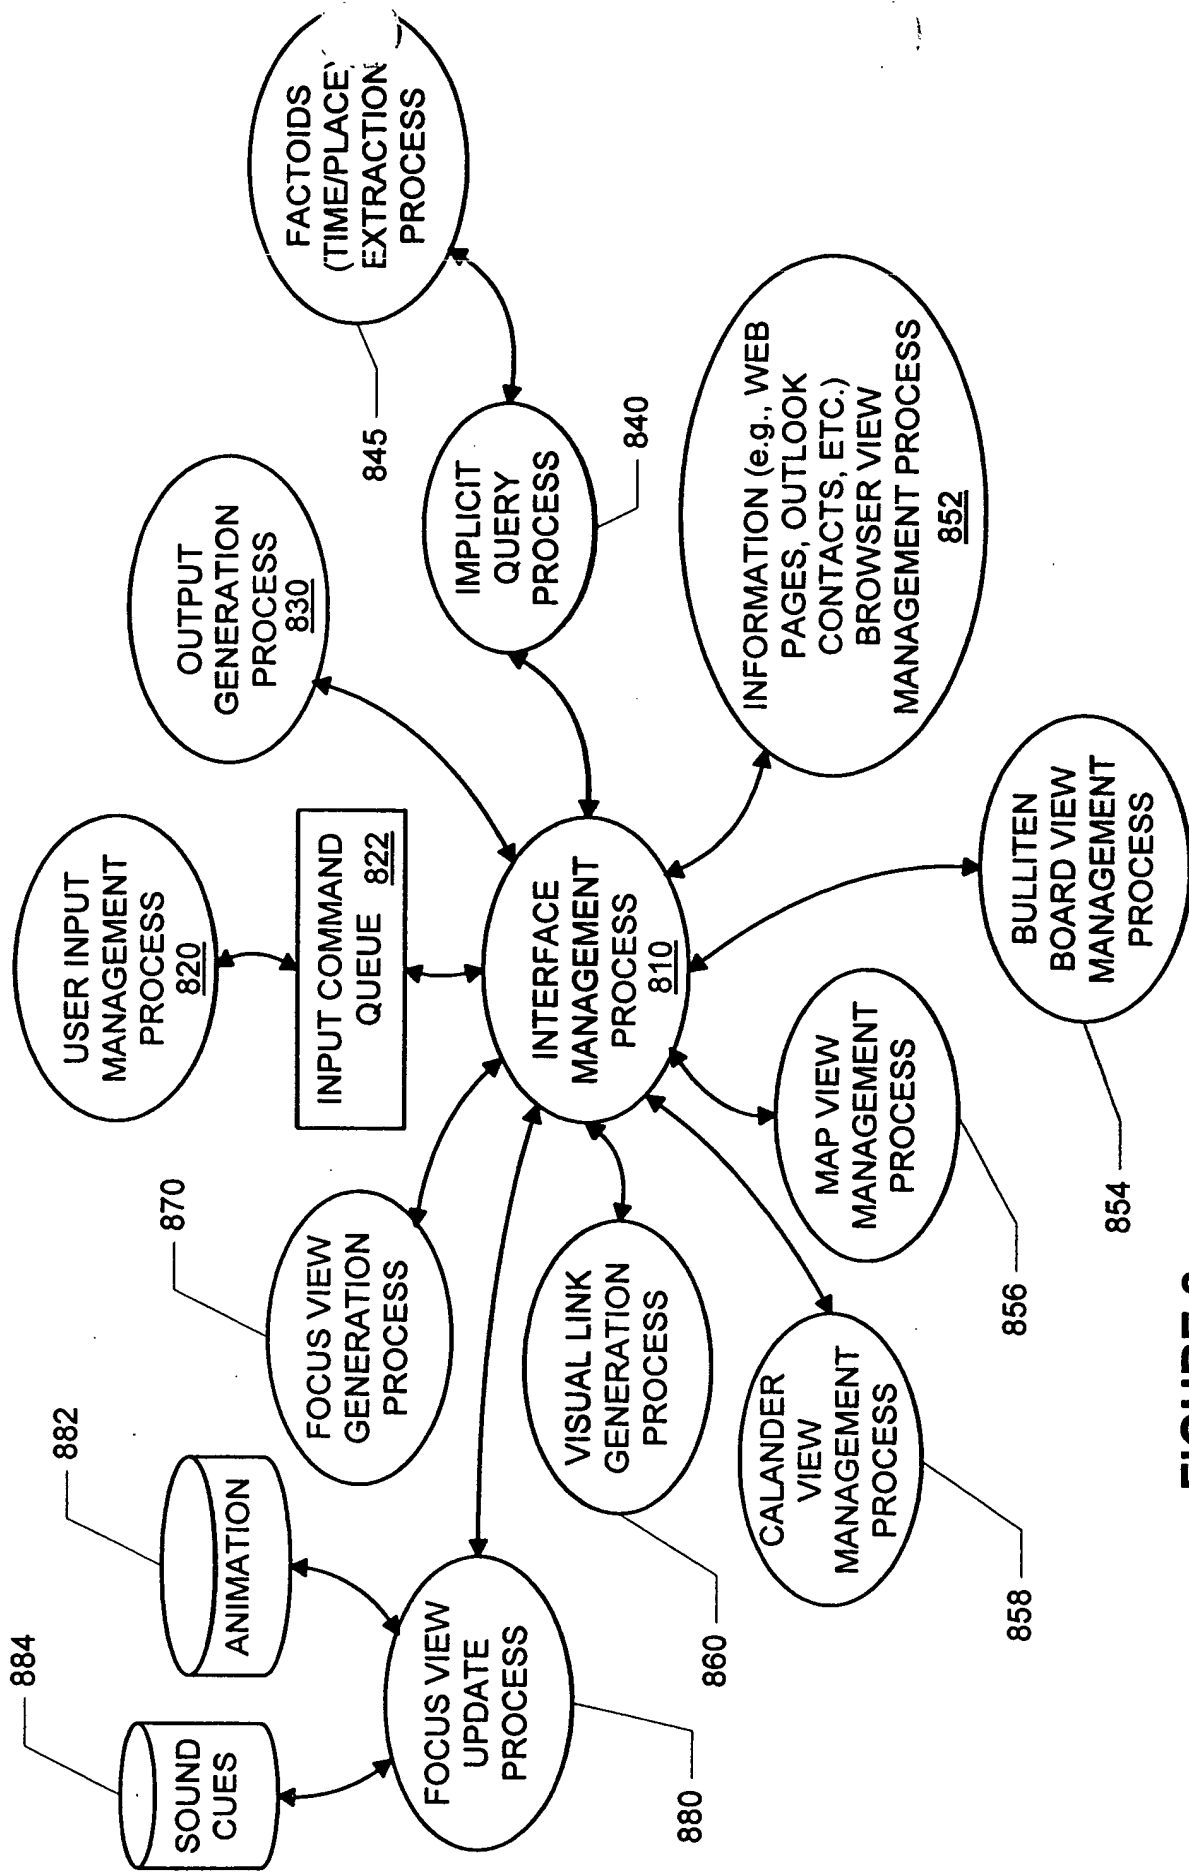 884
SOUND
CUES
882
ANIMATION
FOCUS VIEW
UPDATE
PROCESS
880
870
FOCUS VIEW
GENERATION
PROCESS
USER INPUT
MANAGEMENT
PROCESS
820
INPUT COMMAND
QUEUE 822
OUTPUT
GENERATION
PROCESS
830
FACTOIDS
(TIME/PLACE)
EXTRACTION
PROCESS
845
IMPLICIT
QUERY
PROCESS
840
INTERFACE
MANAGEMENT
PROCESS
810
VISUAL LINK
GENERATION
PROCESS
860
CALANDER
VIEW
MANAGEMENT
PROCESS
858
MAP VIEW
MANAGEMENT
PROCESS
856
BULLITEN
BOARD VIEW
MANAGEMENT
PROCESS
854
INFORMATION (e.g., WEB
PAGES, OUTLOOK
CONTACTS, ETC.)
BROWSER VIEW
MANAGEMENT PROCESS
852
FIGURE